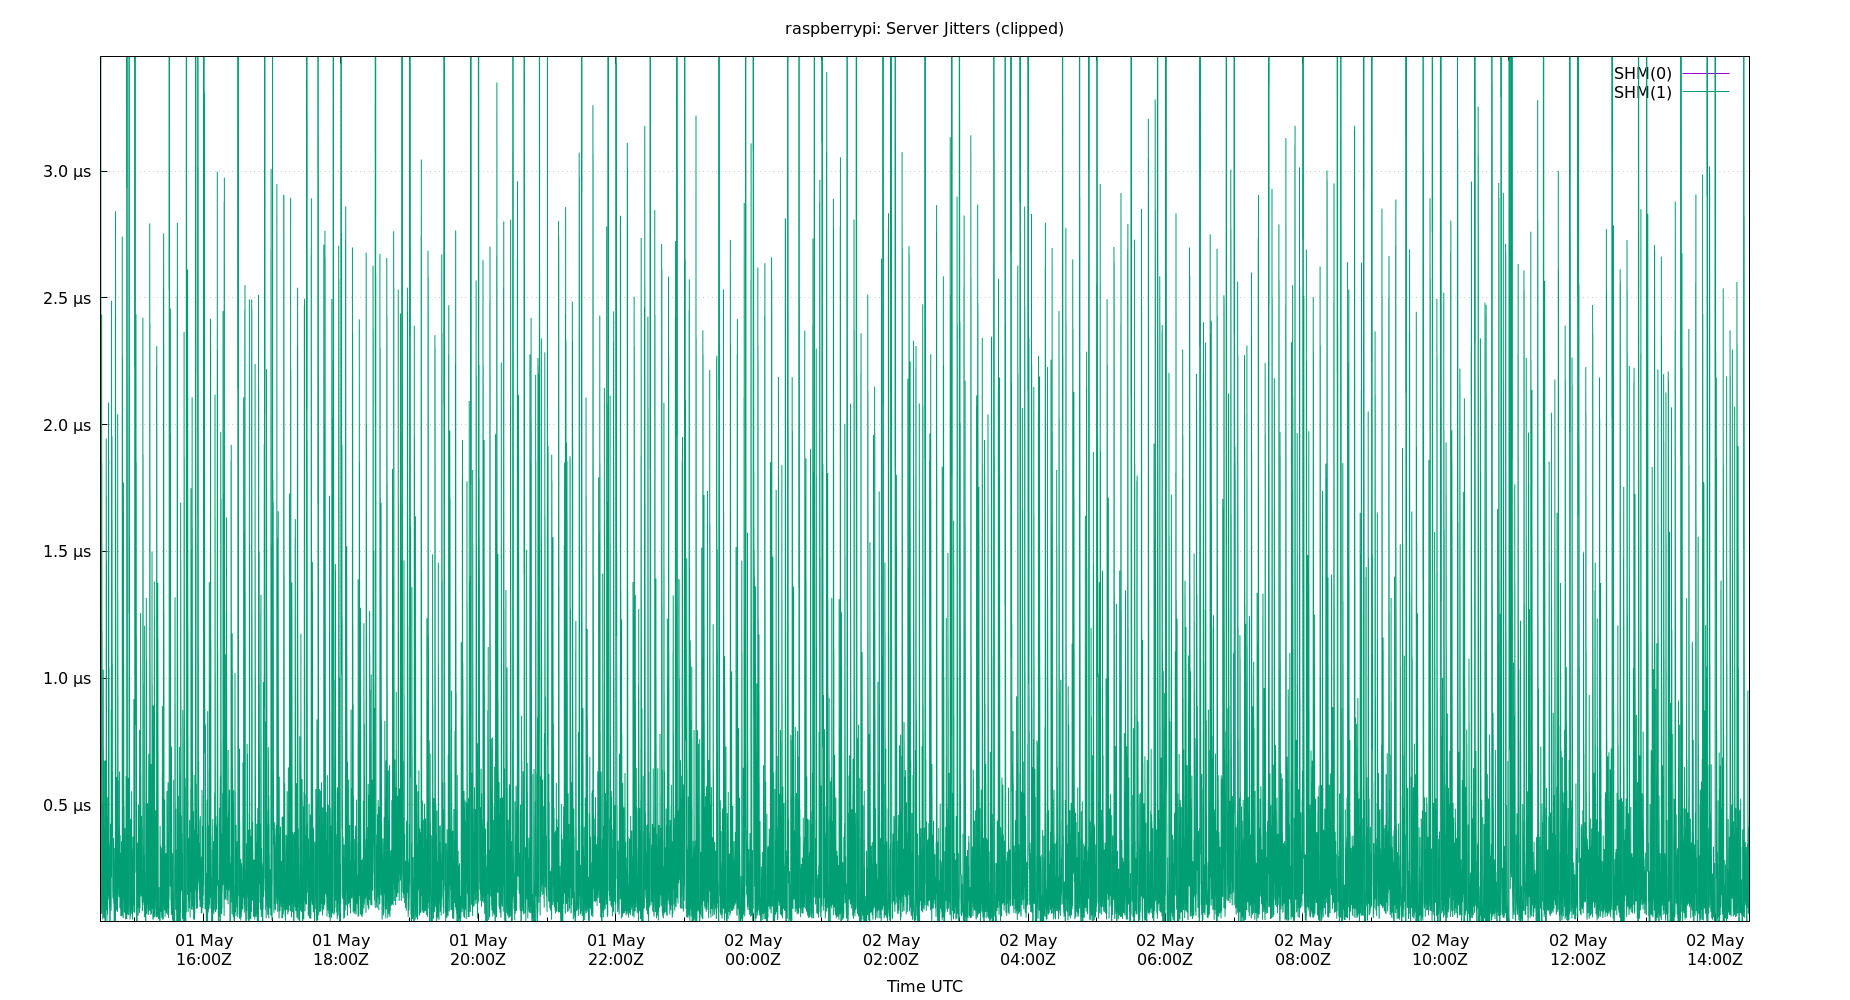 raspberrypi: Server Jitters (clipped)
SHM(0)
SHM(1)
3.0 μs
2.5 μs
2.0 μs
1.5 μs
1.0 μs
0.5 μs
01 May 01 May 01 May 01 May 02 May 02 May 02 May 02 May 02 May 02 May 02 May 02 May
16:00Z 18:00Z 20:00Z 22:00Z 00:00Z 02:00Z 04:00Z 06:00Z 08:00Z 10:00Z 12:00Z 14:00Z
Time UTC